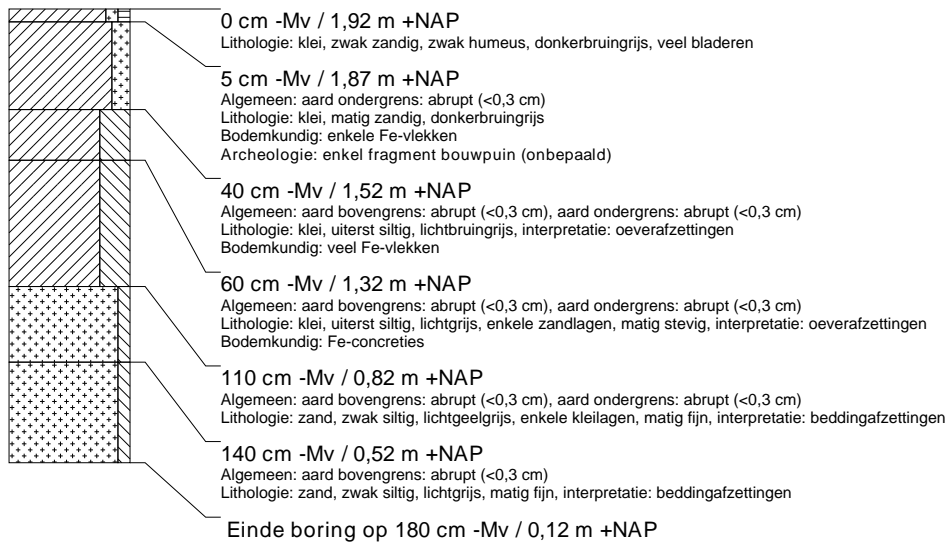 0 cm -Mv / 1,92 m +NAP
Lithologie: klei, zwak zandig, zwak humeus, donkerbruingrijs, veel bladeren
5 cm -Mv / 1,87 m +NAP
Algemeen: aard ondergrens: abrupt (<0,3 cm)
Lithologie: klei, matig zandig, donkerbruingrijs
Bodemkundig: enkele Fe-vlekken
Archeologie: enkel fragment bouwpuin (onbepaald)
40 cm -Mv / 1,52 m +NAP
Algemeen: aard bovengrens: abrupt (<0,3 cm), aard ondergrens: abrupt (<0,3 cm)
Lithologie: klei, uiterst siltig, lichtbruingrijs, interpretatie: oeverafzettingen
Bodemkundig: veel Fe-vlekken
60 cm -Mv / 1,32 m +NAP
Algemeen: aard bovengrens: abrupt (<0,3 cm), aard ondergrens: abrupt (<0,3 cm)
Lithologie: klei, uiterst siltig, lichtgrijs, enkele zandlagen, matig stevig, interpretatie: oeverafzettingen
Bodemkundig: Fe-concreties
110 cm -Mv / 0,82 m +NAP
Algemeen: aard bovengrens: abrupt (<0,3 cm), aard ondergrens: abrupt (<0,3 cm)
Lithologie: zand, zwak siltig, lichtgeelgrijs, enkele kleilagen, matig fijn, interpretatie: beddingafzettingen
140 cm -Mv / 0,52 m +NAP
Algemeen: aard bovengrens: abrupt (<0,3 cm)
Lithologie: zand, zwak siltig, lichtgrijs, matig fijn, interpretatie: beddingafzettingen
Einde boring op 180 cm -Mv / 0,12 m +NAP